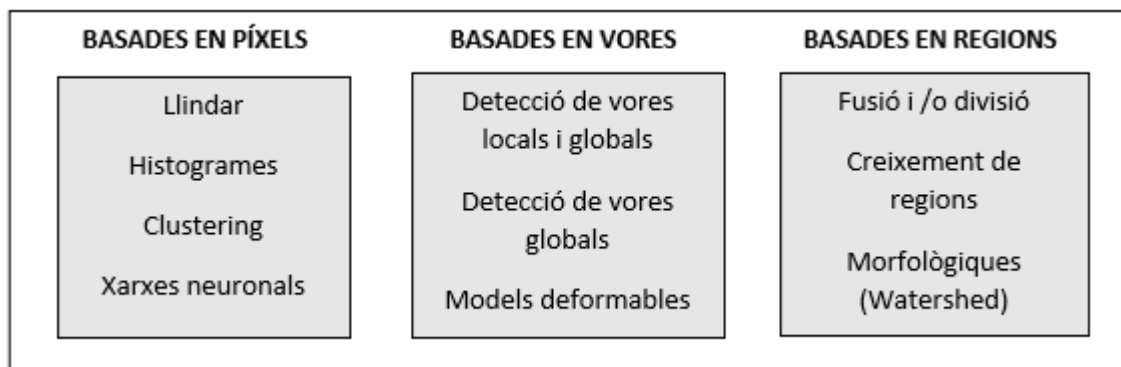 BASADES EN PÍXELS
Llindar
Histogrames
Clustering
Xarxes neuronals
BASADES EN VORES
Detecció de vores
locals i globals
Detecció de vores
globals
Models deformables
BASADES EN REGIONS
Fusió i /o divisió
Creixement de
regions
Morfològiques
(Watershed)